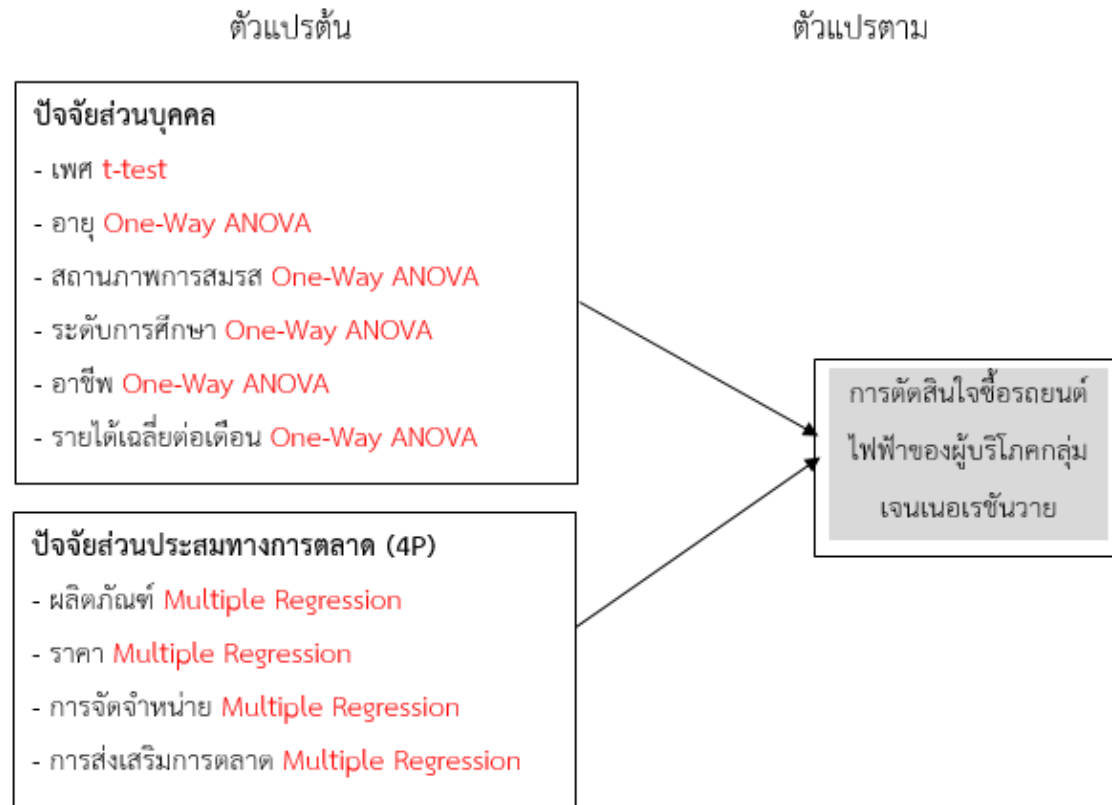 ตัวแปรต้น
ตัวแปรตาม
ปัจจัยส่วนบุคคล
- เพศ t-test
- อายุ One-Way ANOVA
- สถานภาพการสมรส One-Way ANOVA
- ระดับการศึกษา One-Way ANOVA
- อาชีพ One-Way ANOVA
- รายได้เฉลี่ยต่อเดือน One-Way ANOVA
ปัจจัยส่วนประสมทางการตลาด (4P)
- ผลิตภัณฑ์ Multiple Regression
- ราคา Multiple Regression
- การจัดจำหน่าย Multiple Regression
- การส่งเสริมการตลาด Multiple Regression
การตัดสินใจซื้อรถยนต์
ไฟฟ้าของผู้บริโภคกลุ่ม
เจนเนอเรชันวาย